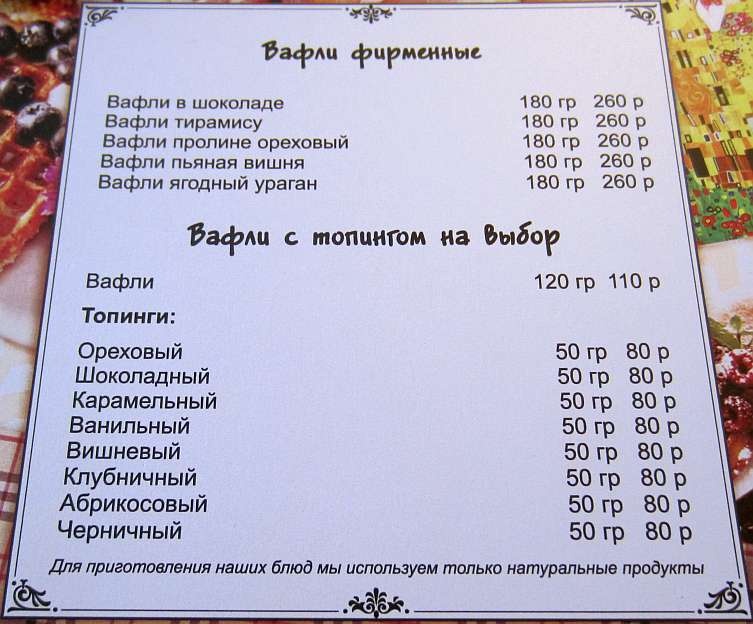 Вафли фирменные
Вафли в шоколаде 180 гр 260 р
Вафли тирамису 180 гр 260 р
Вафли пролине ореховый 180 гр 260 р
Вафли пьяная вишня 180 гр 260 р
Вафли ягодный ураган 180 гр 260 р
Вафли с топингом на выбор
Вафли 120 гр 110 р
Топинги:
Ореховый 50 гр 80 р
Шоколадный 50 гр 80 р
Карамельный 50 гр 80 р
Ванильный 50 гр 80 р
Вишневый 50 гр 80 р
Клубничный 50 гр 80 р
Абрикосовый 50 гр 80 р
Черничный 50 гр 80 р
Для приготовления наших блюд мы используем только натуральные продукты